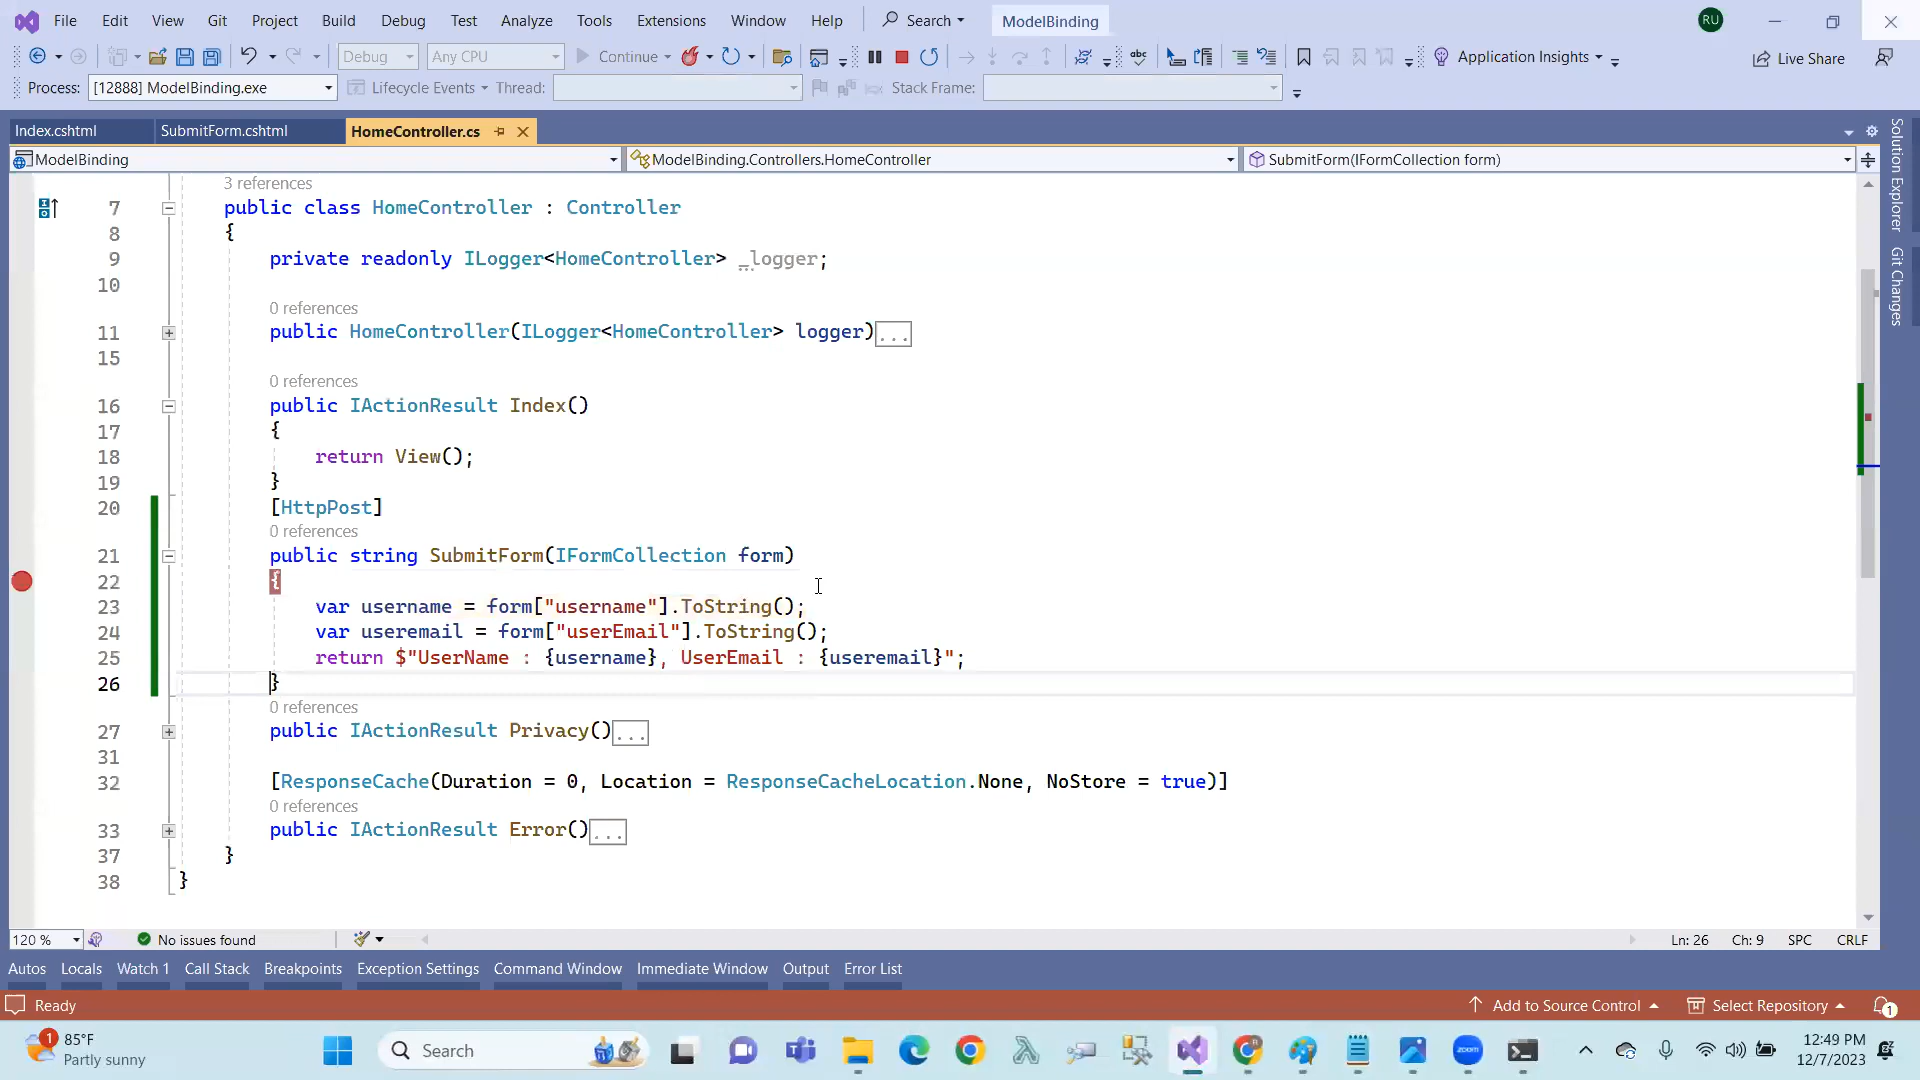 File Edit View Git Project Build Debug Test Analyze Tools Extensions Window Help Search ModelBinding RU
Debug Any CPU Continue Application Insights Live Share
Process: [12888] ModelBinding.exe Lifecycle Events Thread: Stack Frame:
Index.cshtml SubmitForm.cshtml HomeController.cs
ModelBinding ModelBinding.Controllers.HomeController SubmitForm(IFormCollection form)
3 references
7 public class HomeController : Controller
8 {
9 private readonly ILogger<HomeController> _logger;
10
0 references
11 public HomeController(ILogger<HomeController> logger)...
15
0 references
16 public IActionResult Index()
17 {
18 return View();
19 }
20 [HttpPost]
0 references
21 public string SubmitForm(IFormCollection form)
22 {
23 var username = form["username"].ToString();
24 var useremail = form["userEmail"].ToString();
25 return $"UserName : {username}, UserEmail : {useremail}";
26 }
0 references
27 public IActionResult Privacy()...
31
32 [ResponseCache(Duration = 0, Location = ResponseCacheLocation.None, NoStore = true)]
0 references
33 public IActionResult Error()...
37 }
38 }
Solution Explorer
Git Changes
120 % No issues found Ln: 26 Ch: 9 SPC CRLF
Autos Locals Watch 1 Call Stack Breakpoints Exception Settings Command Window Immediate Window Output Error List
Ready Add to Source Control Select Repository 1
1 85°F
Partly sunny
Search
zoom
12:49 PM
12/7/2023